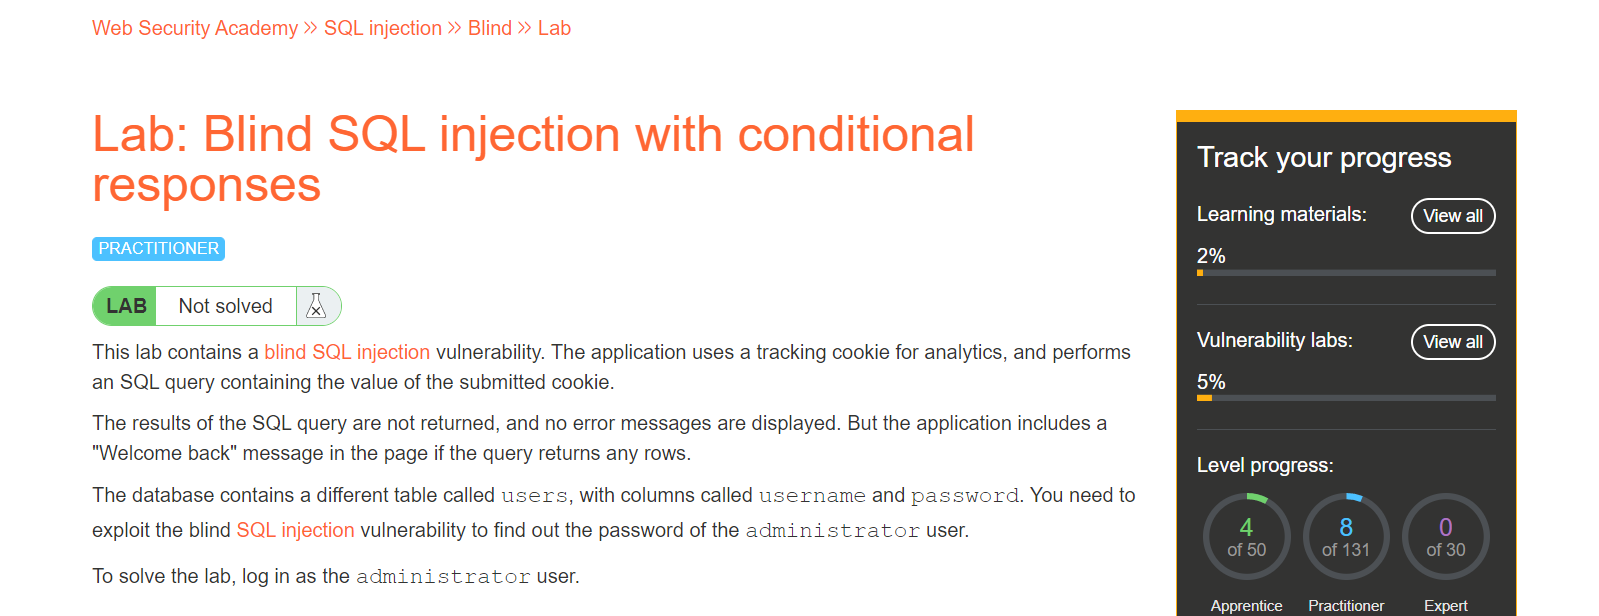 Web Security Academy » SQL injection » Blind » Lab
Lab: Blind SQL injection with conditional
responses
PRACTITIONER
LAB Not solved
This lab contains a blind SQL injection vulnerability. The application uses a tracking cookie for analytics, and performs
an SQL query containing the value of the submitted cookie.
The results of the SQL query are not returned, and no error messages are displayed. But the application includes a
"Welcome back" message in the page if the query returns any rows.
The database contains a different table called users, with columns called username and password. You need to
exploit the blind SQL injection vulnerability to find out the password of the administrator user.
To solve the lab, log in as the administrator user.
Track your progress
Learning materials: View all
2%
Vulnerability labs: View all
5%
Level progress:
4 8 0
of 50 of 131 of 30
Apprentice Practitioner Expert